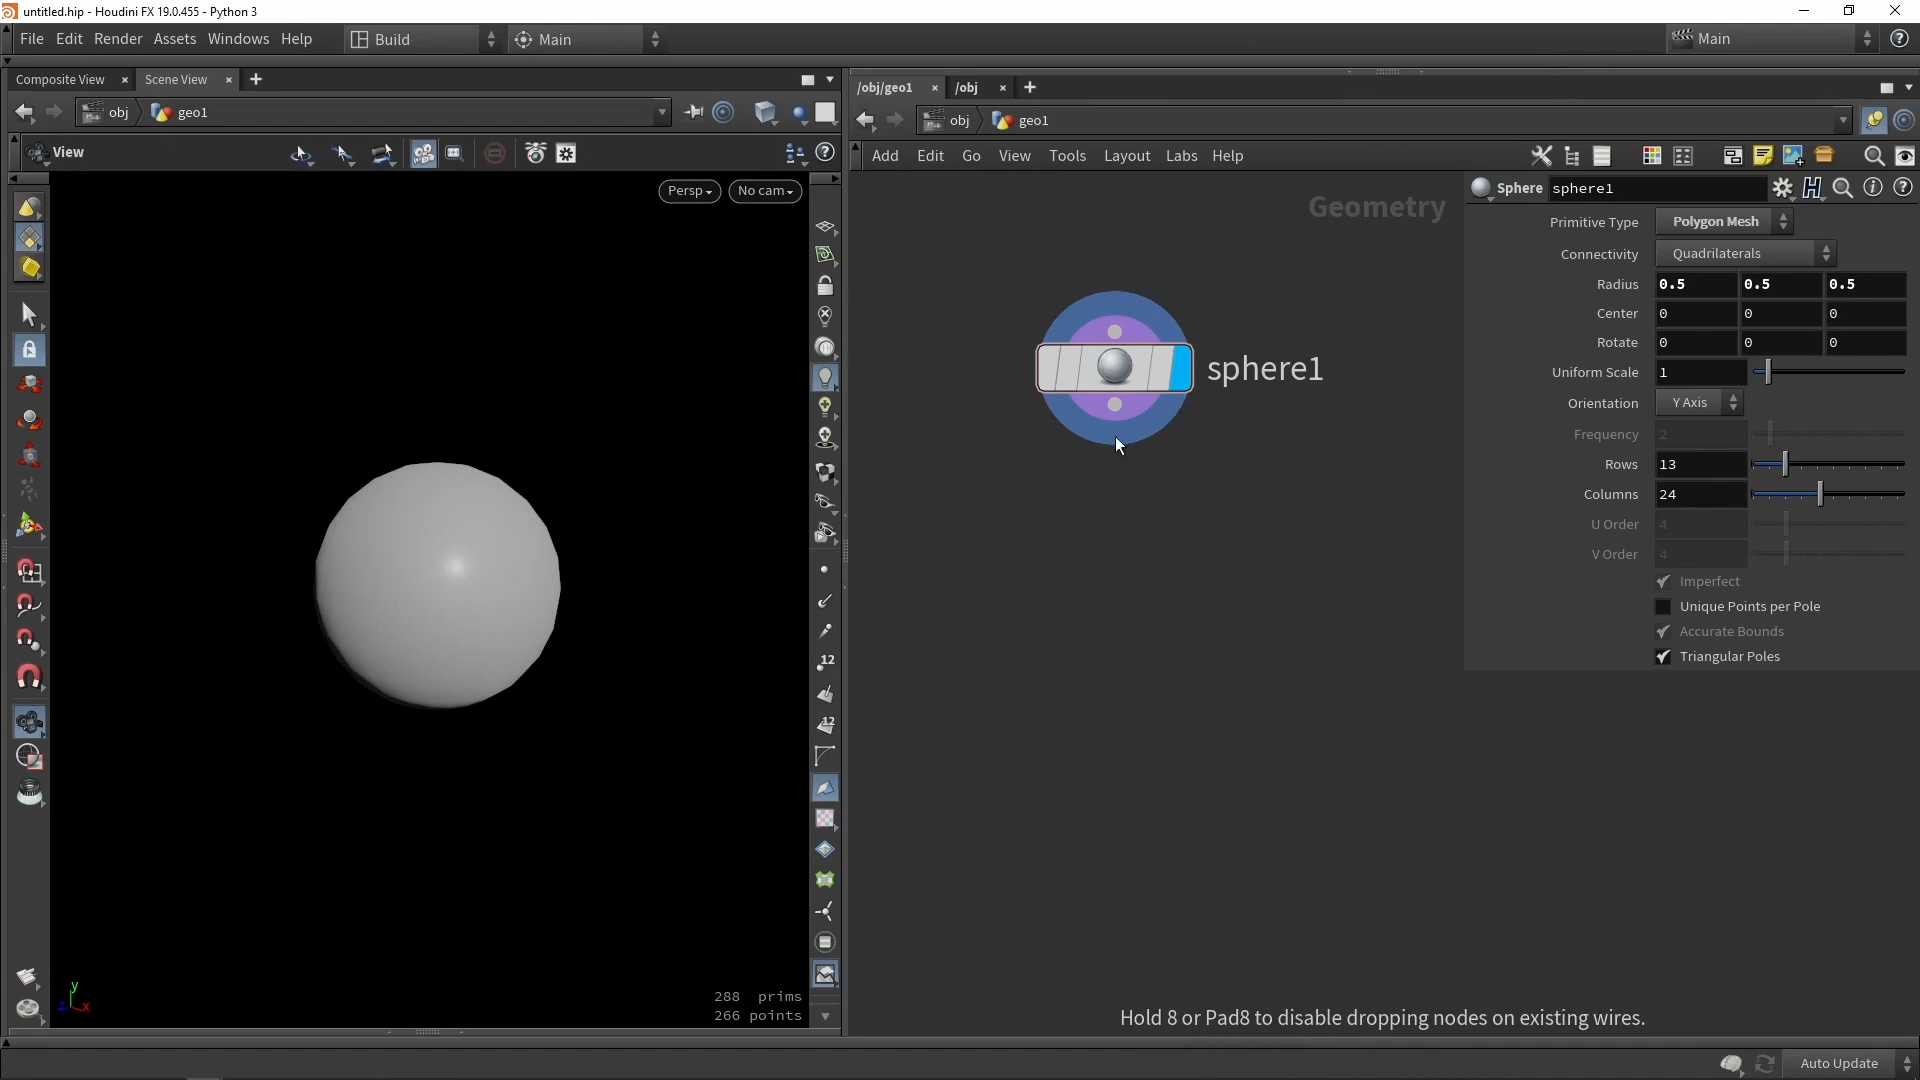 untitled.hip - Houdini FX 19.0.455 - Python 3
File Edit Render Assets Windows Help Build Main Main
Composite View Scene View
obj geo1
View
Persp No cam
12
12
y
z x
288 prims
266 points
/obj/geo1 /obj
obj geo1
Add Edit Go View Tools Layout Labs Help
Geometry
sphere1
Hold 8 or Pad8 to disable dropping nodes on existing wires.
Sphere sphere1
Primitive Type Polygon Mesh
Connectivity Quadrilaterals
Radius 0.5 0.5 0.5
Center 0 0 0
Rotate 0 0 0
Uniform Scale 1
Orientation Y Axis
Frequency 2
Rows 13
Columns 24
U Order 4
V Order 4
Imperfect
Unique Points per Pole
Accurate Bounds
Triangular Poles
Auto Update